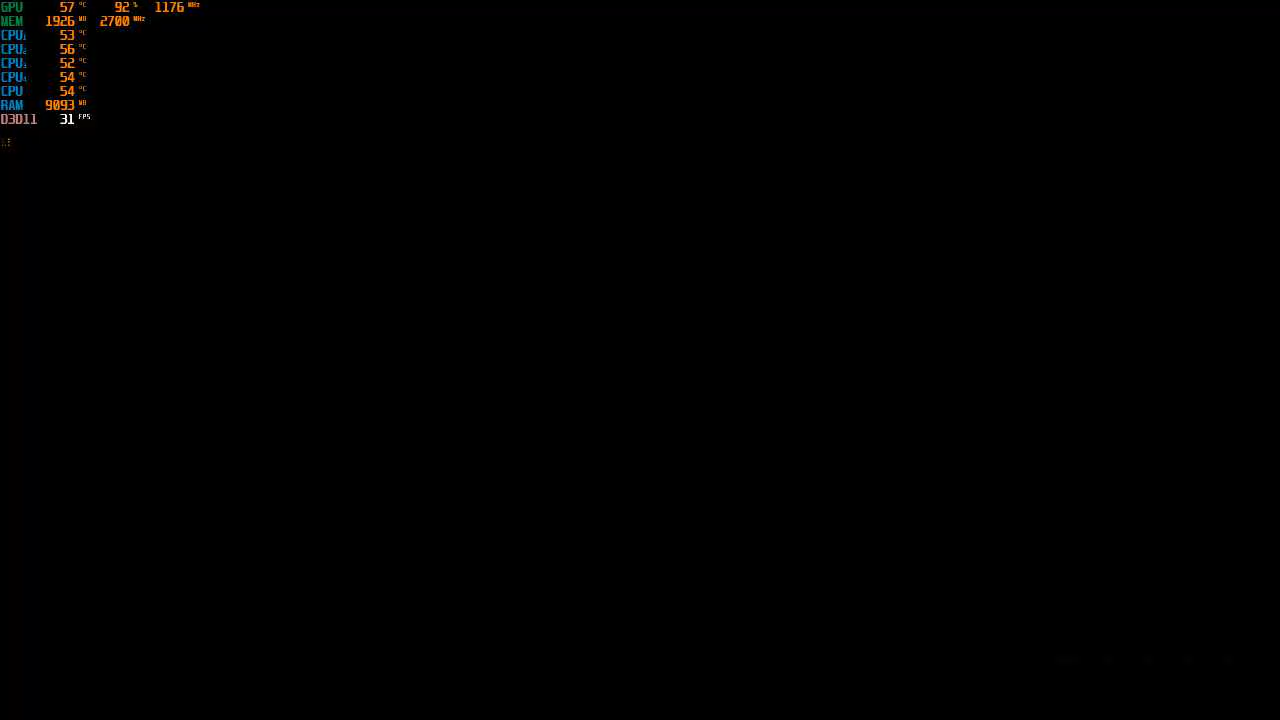 GPU 57 °C 92 % 1176 MHz
MEM 1926 MB 2700 MHz
CPU1 53 °C
CPU2 56 °C
CPU3 52 °C
CPU4 54 °C
CPU 54 °C
RAM 9093 MB
D3D11 31 FPS